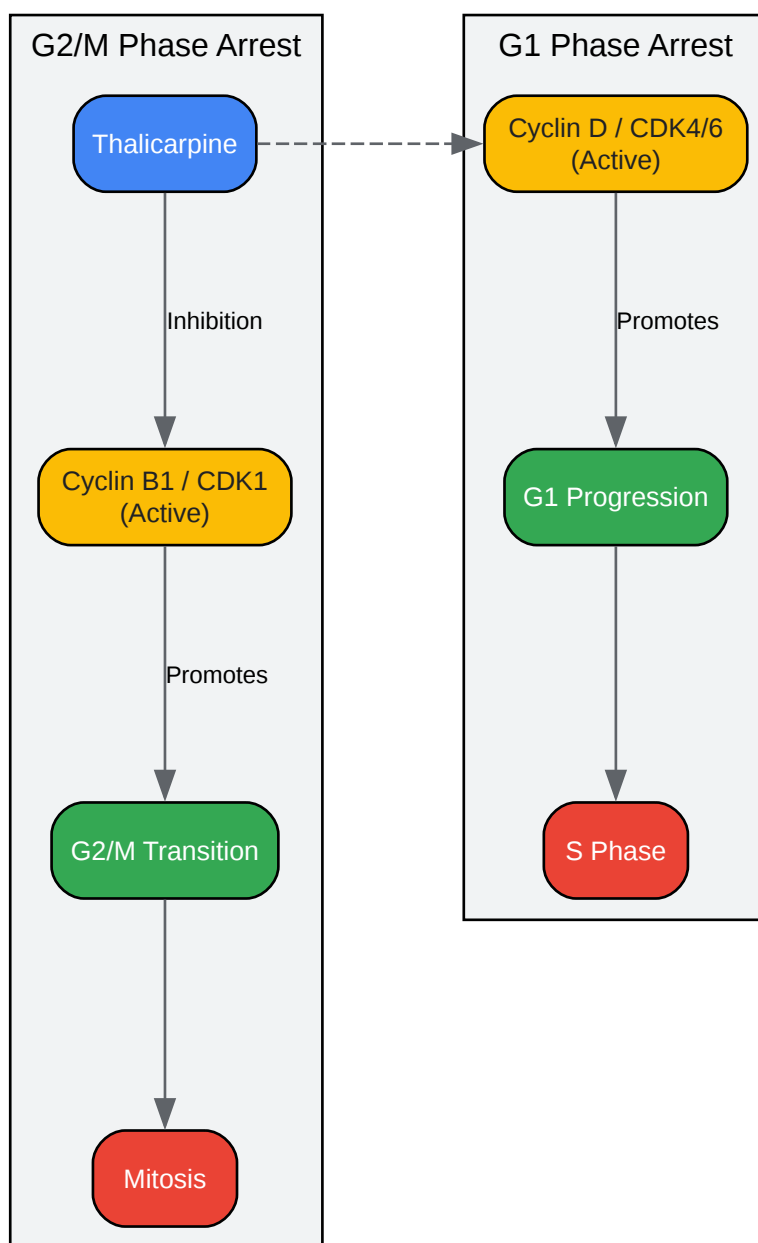 G2/M Phase Arrest
Thalicarpine
Inhibition
Cyclin B1 / CDK1
(Active)
Promotes
G2/M Transition
Mitosis
G1 Phase Arrest
Cyclin D / CDK4/6
(Active)
Promotes
G1 Progression
S Phase